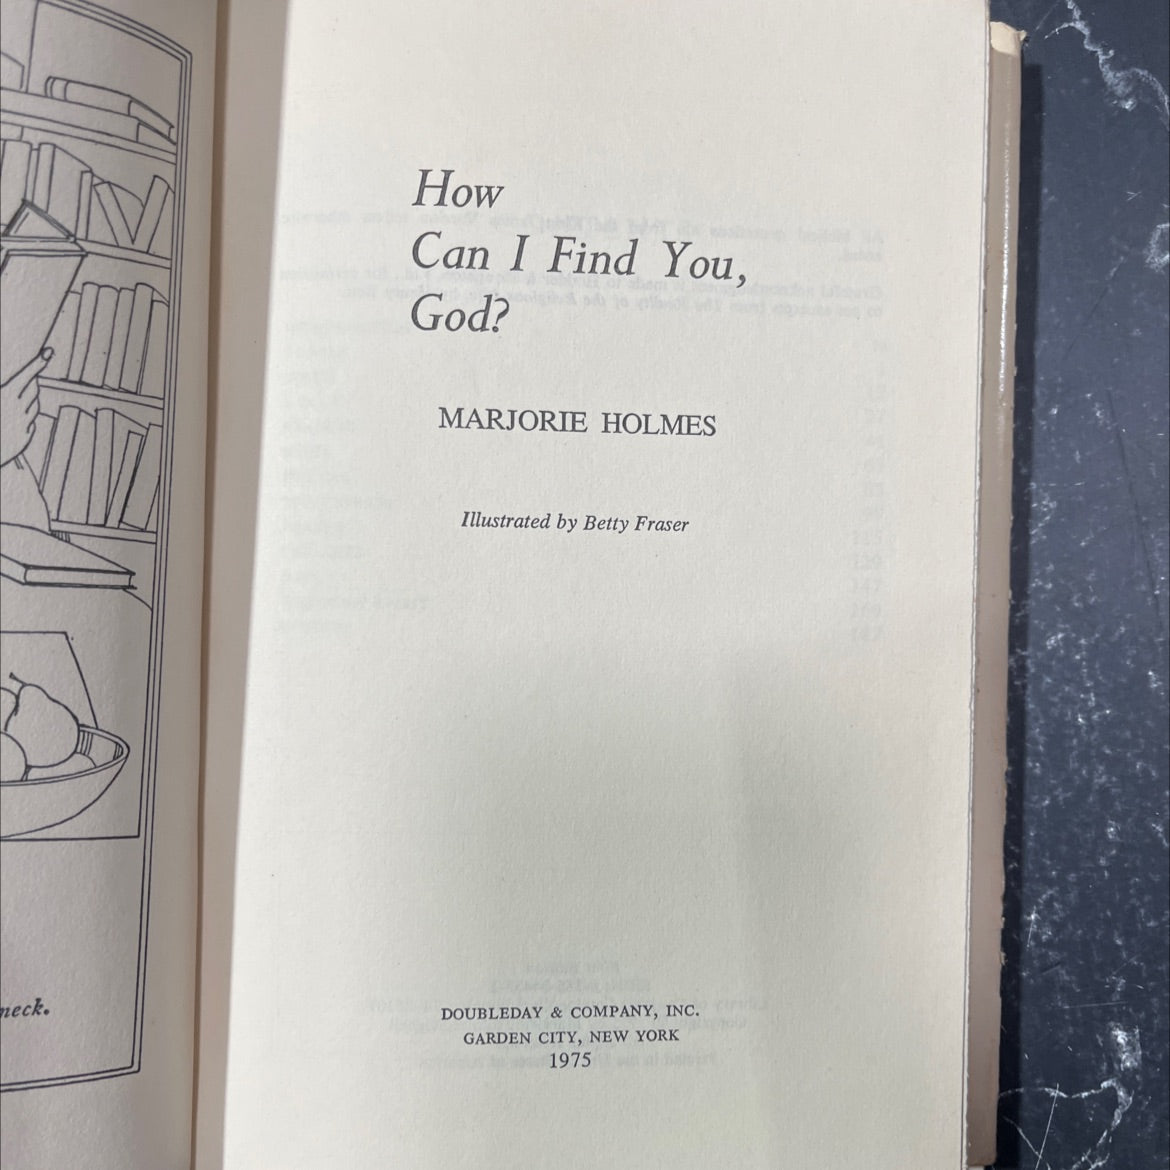 How
Can I Find You,
God?
MARJORIE HOLMES
Illustrated by Betty Fraser
DOUBLEDAY & COMPANY, INC.
GARDEN CITY, NEW YORK
1975
neck.